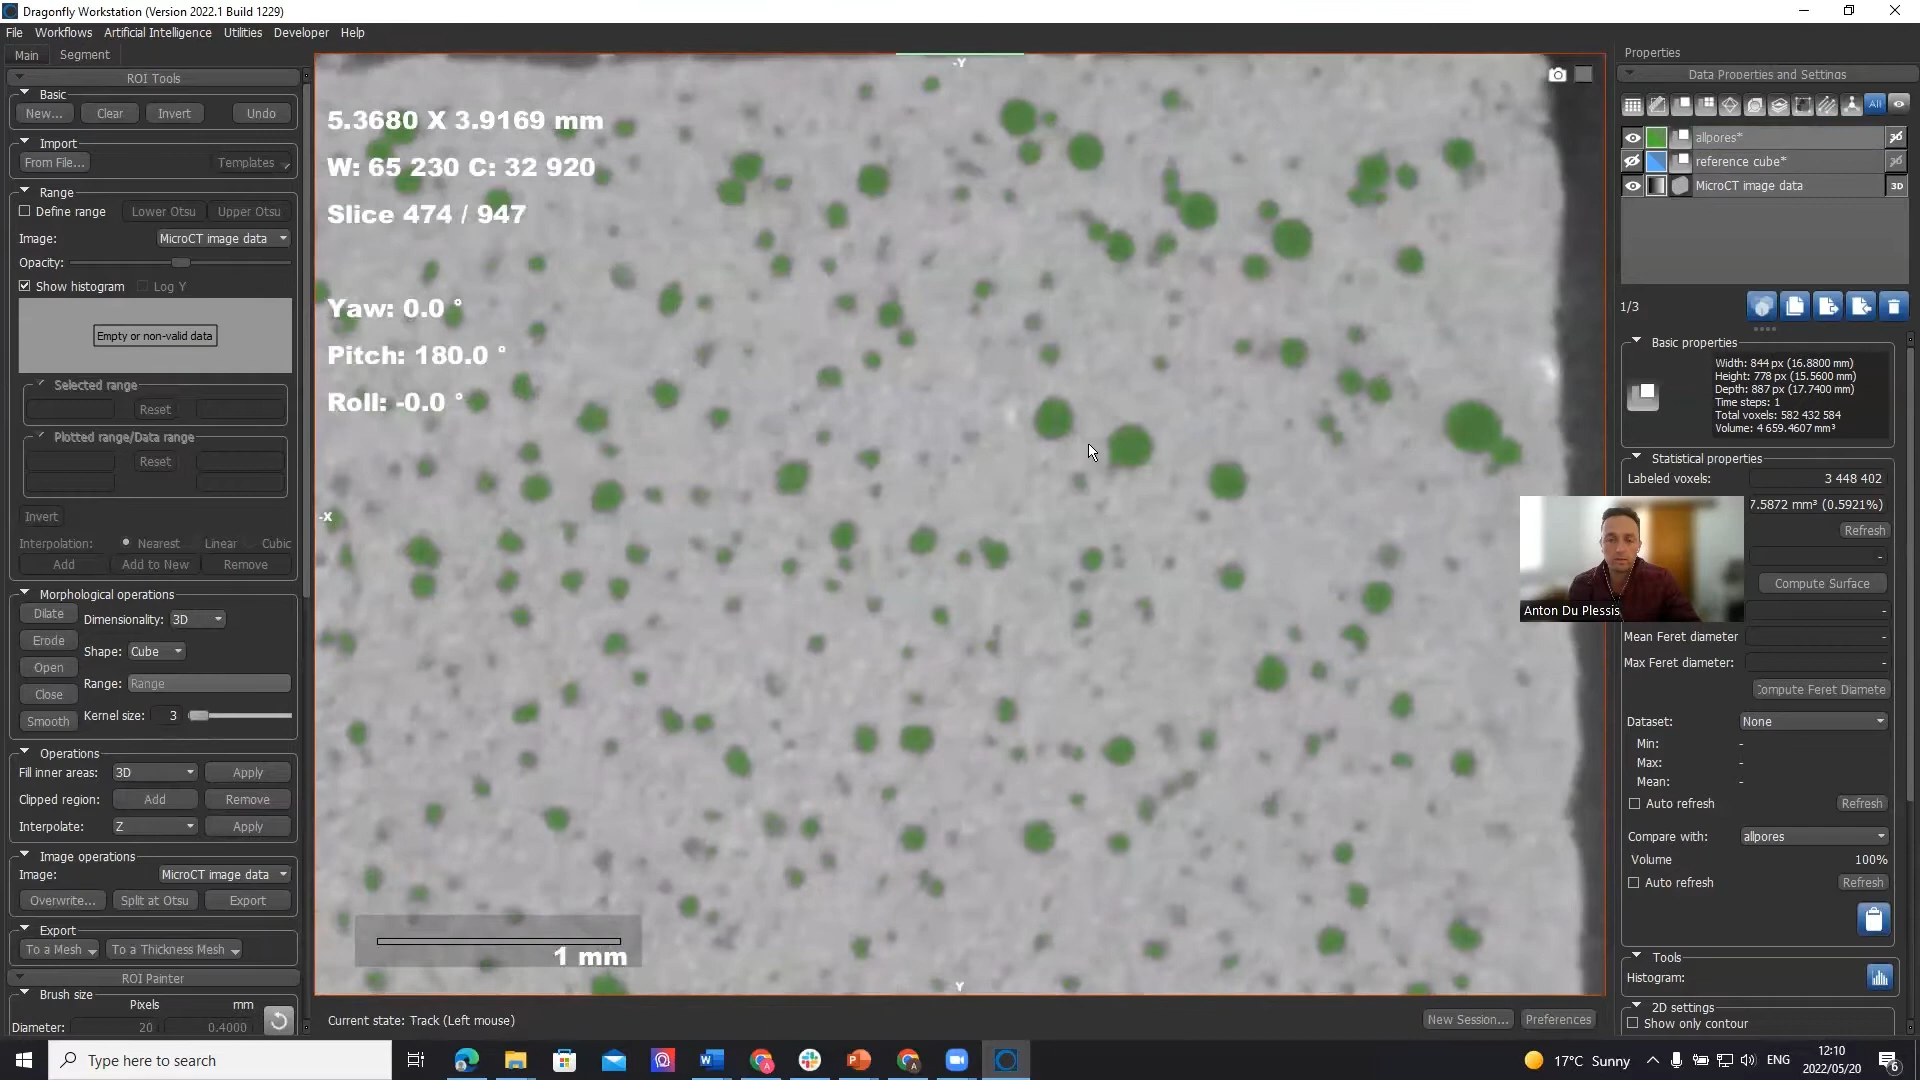 Dragonfly Workstation (Version 2022.1 Build 1229)
File Workflows Artificial Intelligence Utilities Developer Help
Main Segment
ROI Tools
Basic
New... Clear Invert Undo
Import
From File... Templates
Range
Define range Lower Otsu Upper Otsu
Image: MicroCT image data
Opacity:
Show histogram Log Y
Empty or non-valid data
Selected range
Reset
Plotted range/Data range
Reset
Invert
Interpolation: Nearest Linear Cubic
Add Add to New Remove
Morphological operations
Dilate Dimensionality: 3D
Erode
Shape: Cube
Open
Range: Range
Close
Smooth Kernel size: 3
Operations
Fill inner areas: 3D Apply
Clipped region: Add Remove
Interpolate: Z Apply
Image operations
Image: MicroCT image data
Overwrite... Split at Otsu Export
Export
To a Mesh To a Thickness Mesh
ROI Painter
Brush size
Pixels mm
Diameter: 20 0.4000
-Y
5.3680 X 3.9169 mm
W: 65 230 C: 32 920
Slice 474 / 947
Yaw: 0.0 °
Pitch: 180.0 °
Roll: -0.0 °
-X
1 mm
Y
Current state: Track (Left mouse)
New Session... Preferences
Properties
Data Properties and Settings
All
allpores*
reference cube*
MicroCT image data 3D
1/3
Basic properties
Width: 844 px (16.8800 mm)
Height: 778 px (15.5600 mm)
Depth: 887 px (17.7400 mm)
Time steps: 1
Total voxels: 582 432 584
Volume: 4 659.4607 mm³
Statistical properties
Labeled voxels: 3 448 402
7.5872 mm³ (0.5921%)
Refresh
-
Compute Surface
-
Anton Du Plessis
Mean Feret diameter -
Max Feret diameter: -
Compute Feret Diamete
Dataset: None
Min: -
Max: -
Mean: -
Auto refresh Refresh
Compare with: allpores
Volume 100%
Auto refresh Refresh
Tools
Histogram:
2D settings
Show only contour
Type here to search
17°C Sunny
ENG
12:10
2022/05/20
6